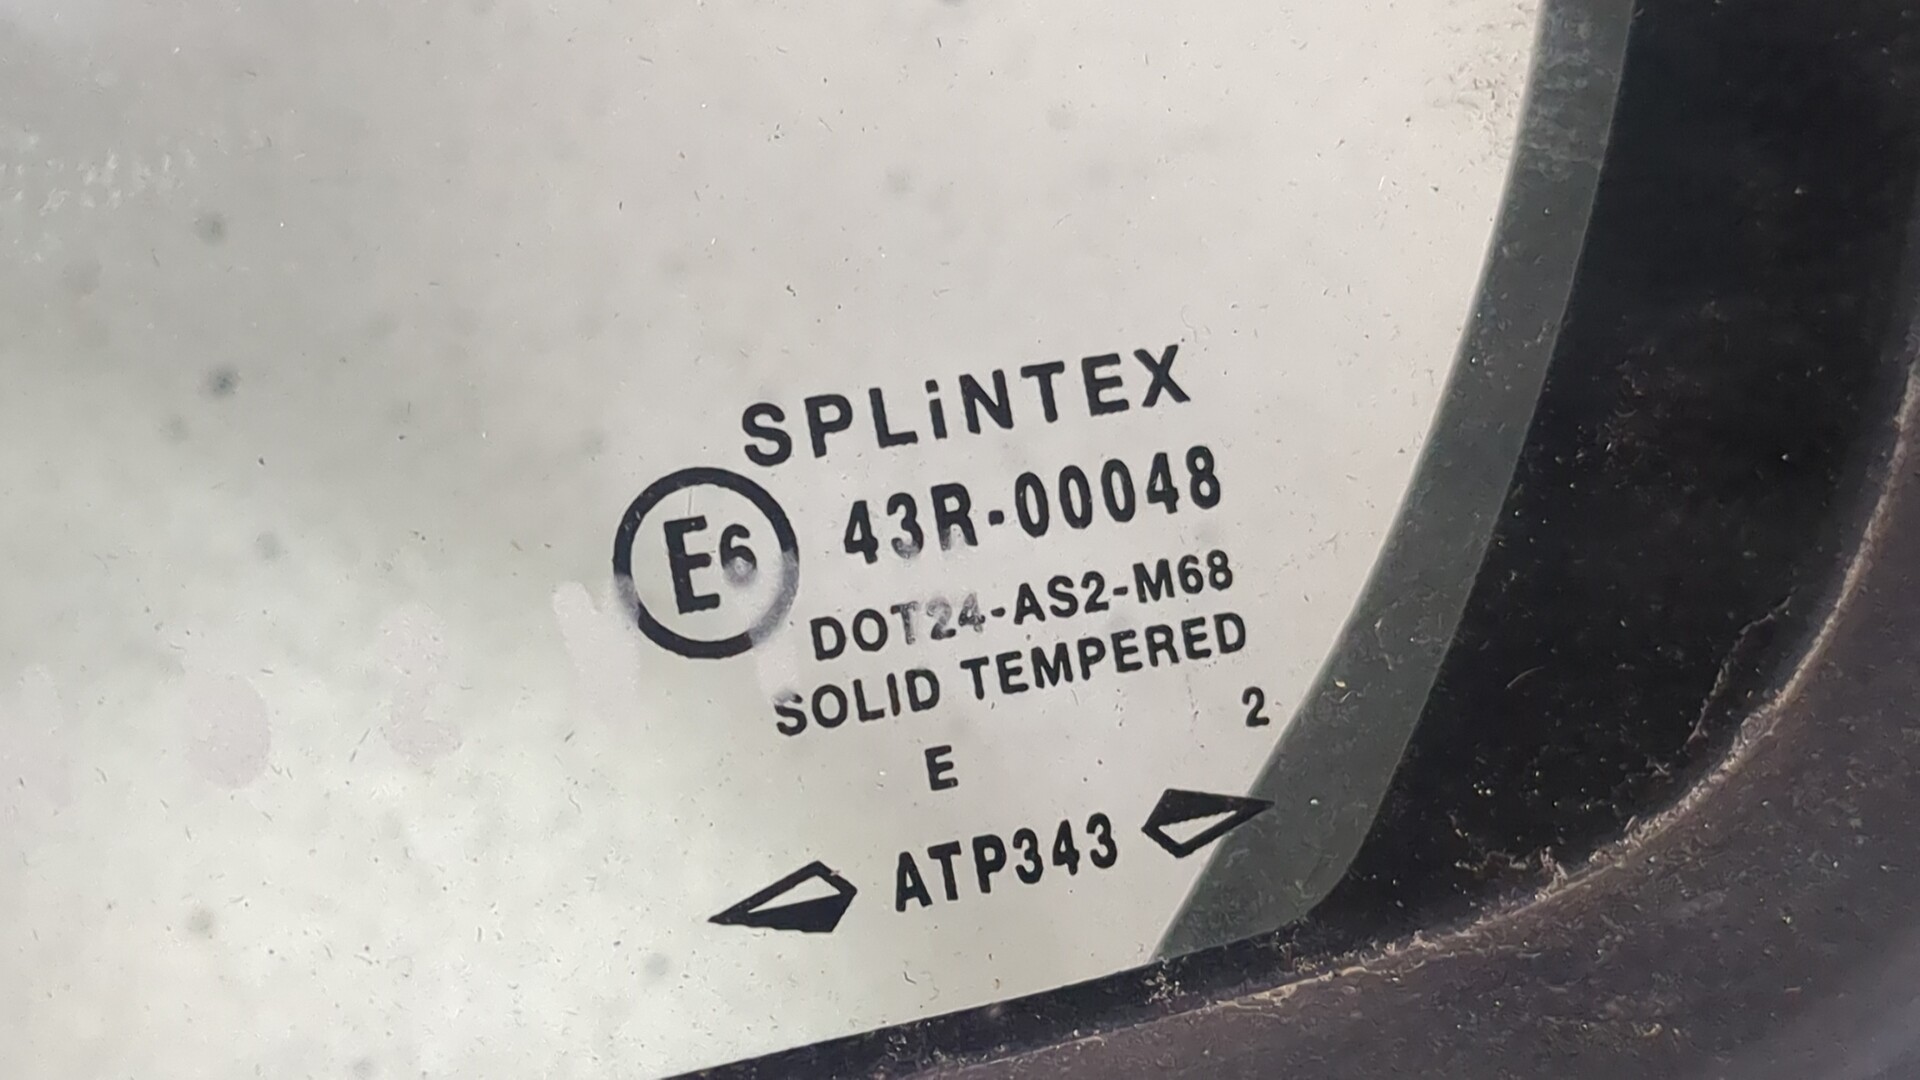 SPLiNTEX
E6 43R-00048
DOT24-AS2-M68
SOLID TEMPERED
E 2
ATP343